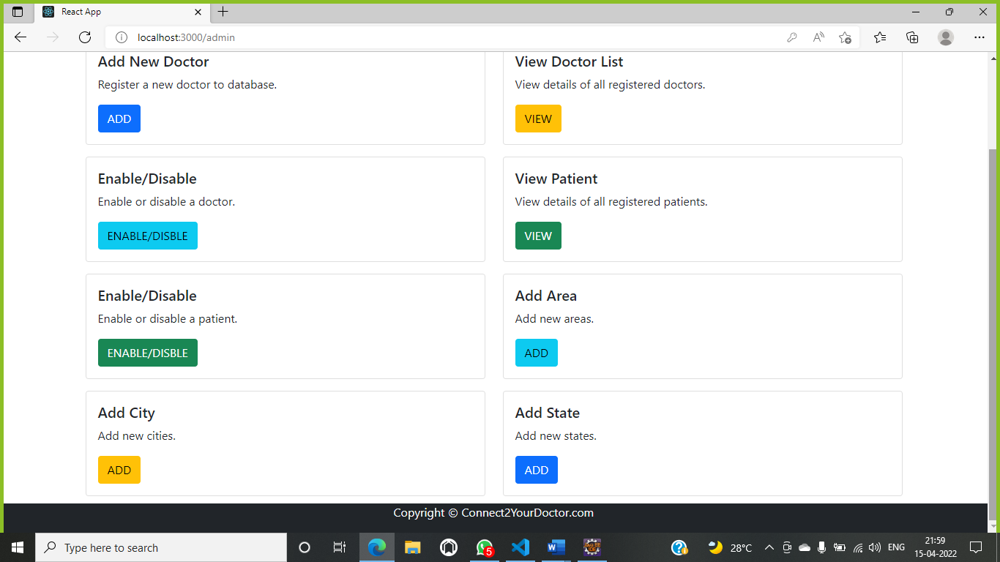 React App
localhost:3000/admin
Add New Doctor
Register a new doctor to database.
ADD
View Doctor List
View details of all registered doctors.
VIEW
Enable/Disable
Enable or disable a doctor.
ENABLE/DISBLE
View Patient
View details of all registered patients.
VIEW
Enable/Disable
Enable or disable a patient.
ENABLE/DISBLE
Add Area
Add new areas.
ADD
Add City
Add new cities.
ADD
Add State
Add new states.
ADD
Copyright © Connect2YourDoctor.com
Type here to search
5
Java EE
IDE
28°C
ENG
21:59
15-04-2022